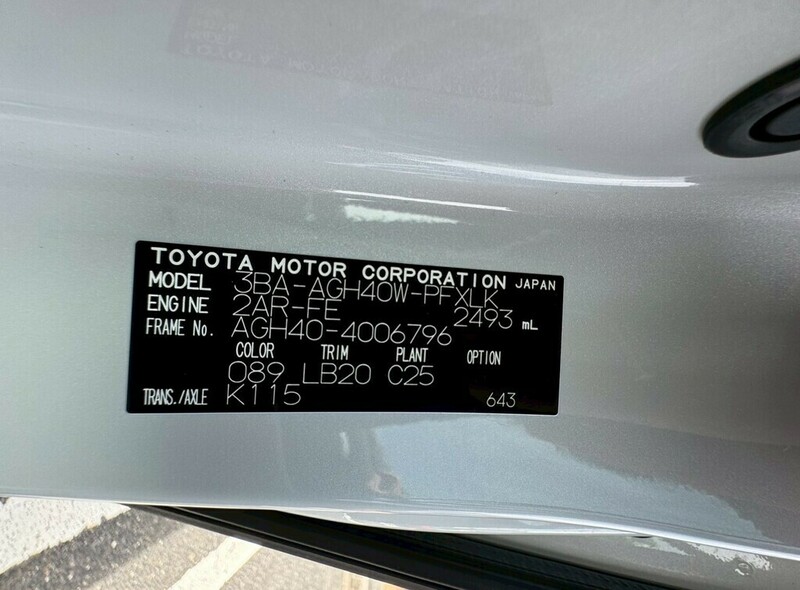 TOYOTA MOTOR CORPORATION JAPAN
MODEL 3BA-AGH40W-PFXLK
ENGINE 2AR-FE 2493 mL
FRAME No. AGH40-4006796
COLOR TRIM PLANT OPTION
089 LB20 C25
TRANS./AXLE K115 643